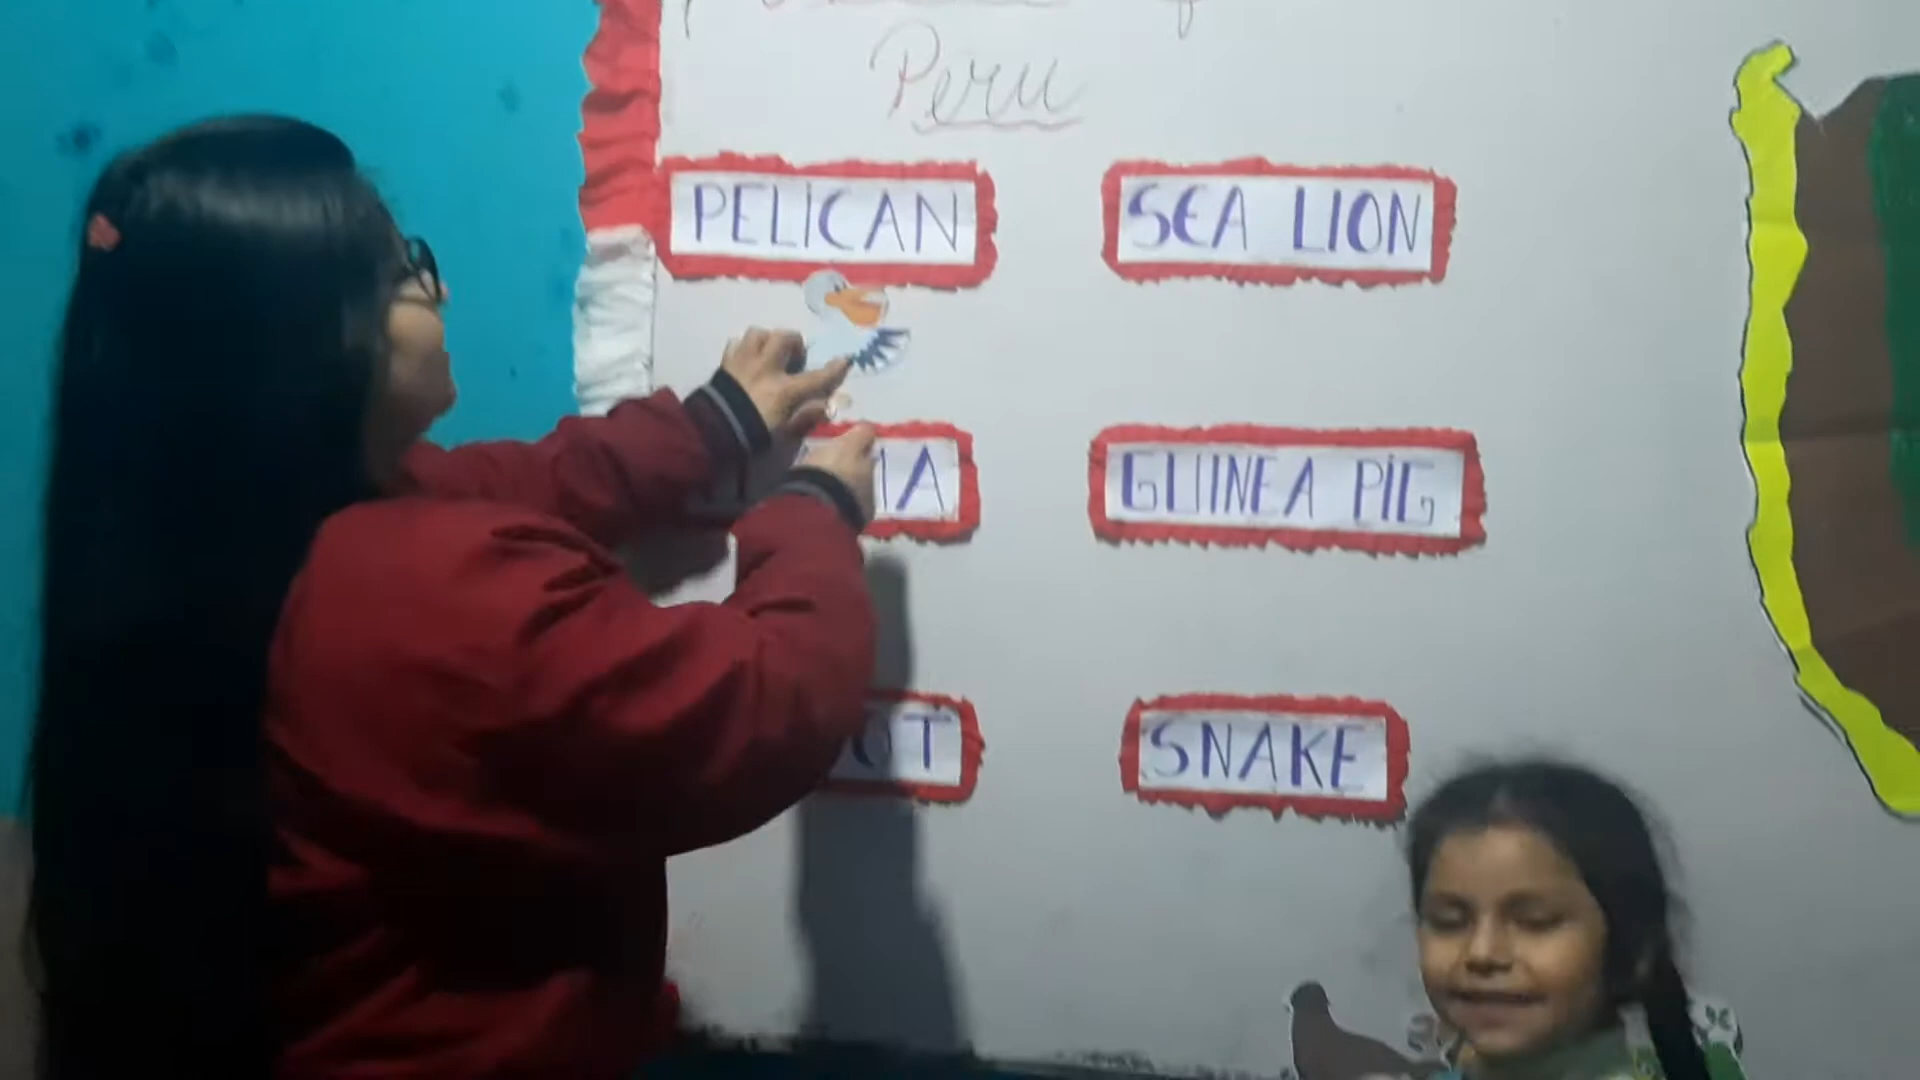 Peru
PELICAN
SEA LION
GUINEA PIG
SNAKE